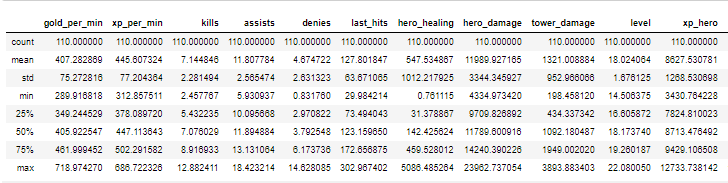 gold_per_min xp_per_min kills assists denies last_hits hero_healing hero_damage tower_damage level xp_hero
count 110.000000 110.000000 110.000000 110.000000 110.000000 110.000000 110.000000 110.000000 110.000000 110.000000 110.000000
mean 407.282869 445.607324 7.144846 11.807784 4.674722 127.801847 547.534867 11989.927165 1321.008884 18.024064 8627.530781
std 75.272816 77.204364 2.281494 2.565474 2.631323 63.671065 1012.217925 3344.345927 952.966066 1.676125 1268.530698
min 289.916818 312.857511 2.457767 5.930937 0.831760 29.984214 0.761115 4334.973420 198.458120 14.506375 3430.764228
25% 349.244529 378.089720 5.432235 10.095668 2.970822 73.494043 31.378867 9709.826892 434.337342 16.605872 7824.810023
50% 405.922547 447.113643 7.076029 11.894884 3.792548 123.159650 142.425624 11789.600916 1092.180487 18.173740 8713.476492
75% 461.999452 502.291582 8.916933 13.131064 6.173736 172.656875 459.528012 14240.390226 1949.002020 19.260187 9429.106508
max 718.974270 686.722326 12.882411 18.423214 14.628085 302.967402 5086.485264 23962.737054 3893.883403 22.080050 12733.738142